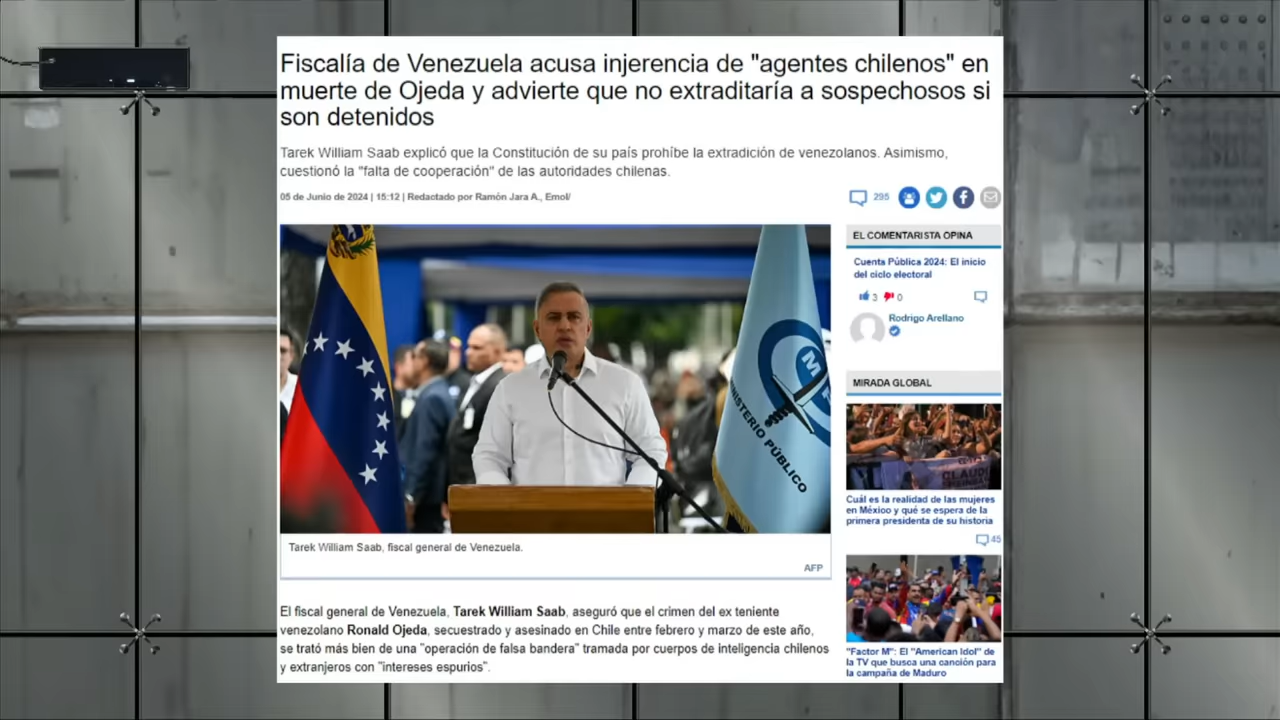 Fiscalía de Venezuela acusa injerencia de "agentes chilenos" en
muerte de Ojeda y advierte que no extraditaría a sospechosos si
son detenidos
Tarek William Saab explicó que la Constitución de su país prohíbe la extradición de venezolanos. Asimismo,
cuestionó la "falta de cooperación" de las autoridades chilenas.
05 de Junio de 2024 | 15:12 | Redactado por Ramón Jara A., Emol/
295
MINISTERIO PÚBLICO
Tarek William Saab, fiscal general de Venezuela.
AFP
El fiscal general de Venezuela, Tarek William Saab, aseguró que el crimen del ex teniente
venezolano Ronald Ojeda, secuestrado y asesinado en Chile entre febrero y marzo de este año,
se trató más bien de una "operación de falsa bandera" tramada por cuerpos de inteligencia chilenos
y extranjeros con "intereses espurios".
EL COMENTARISTA OPINA
Cuenta Pública 2024: El inicio
del ciclo electoral
3
0
Rodrigo Arellano
MIRADA GLOBAL
Cuál es la realidad de las mujeres
en México y qué se espera de la
primera presidenta de su historia
45
"Factor M": El "American Idol" de
la TV que busca una canción para
la campaña de Maduro